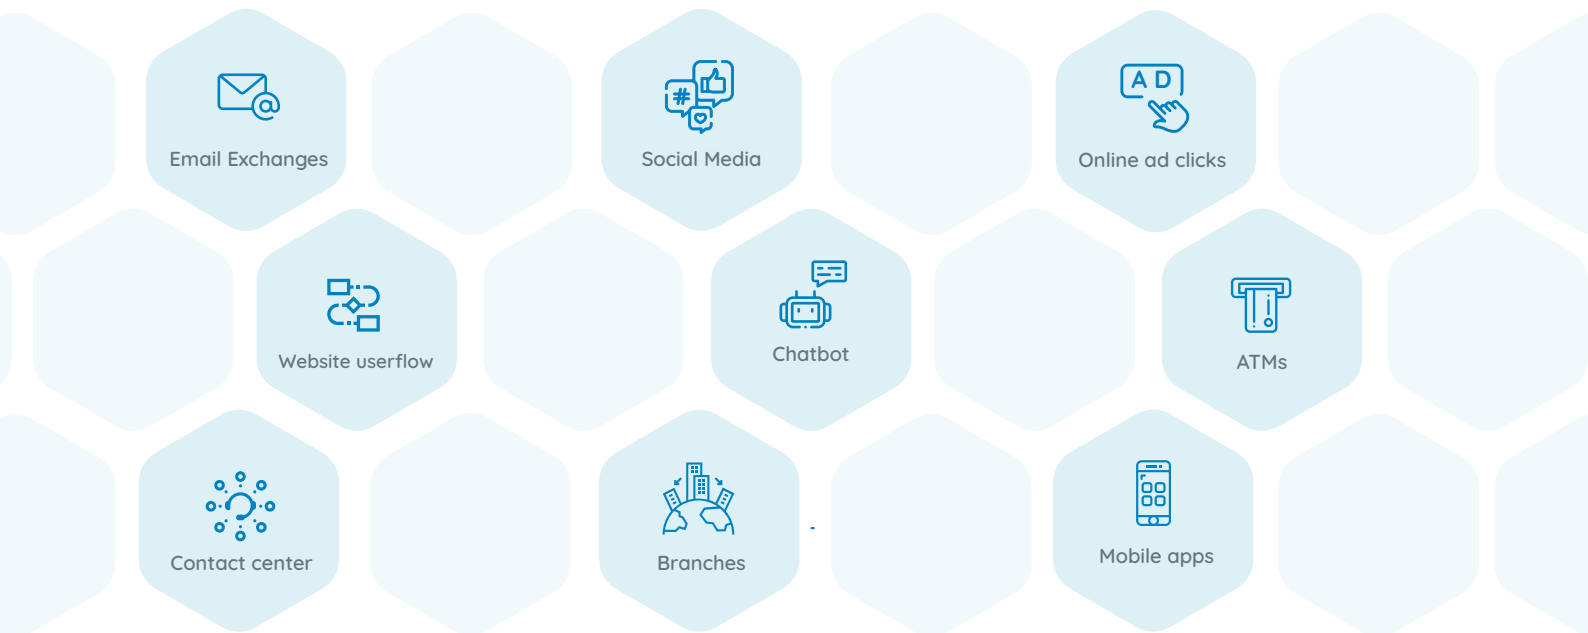 Email Exchanges
Social Media
A D
Online ad clicks
#
@
Website userflow
Chatbot
ATMs
Contact center
Branches
Mobile apps